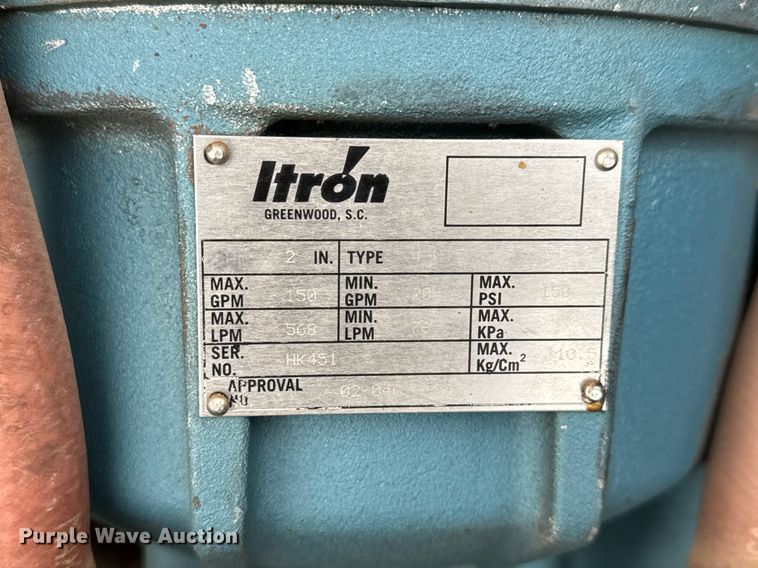 Itron
GREENWOOD, S.C.
2 IN. TYPE
MAX. GPM 150 MIN. GPM MAX. PSI
MAX. LPM 568 MIN. LPM MAX. KPa
SER. NO. HK451 MAX. Kg/Cm² 10
APPROVAL NO
Purple Wave Auction